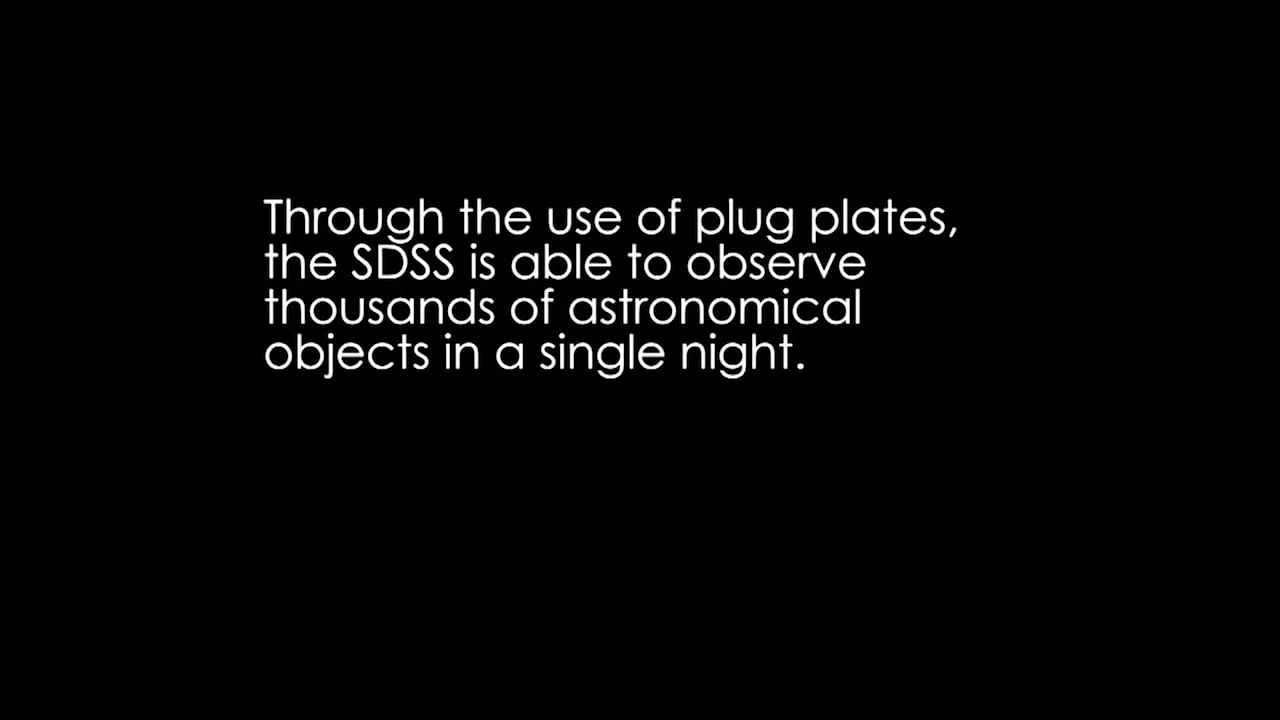 Through the use of plug plates,
the SDSS is able to observe
thousands of astronomical
objects in a single night.